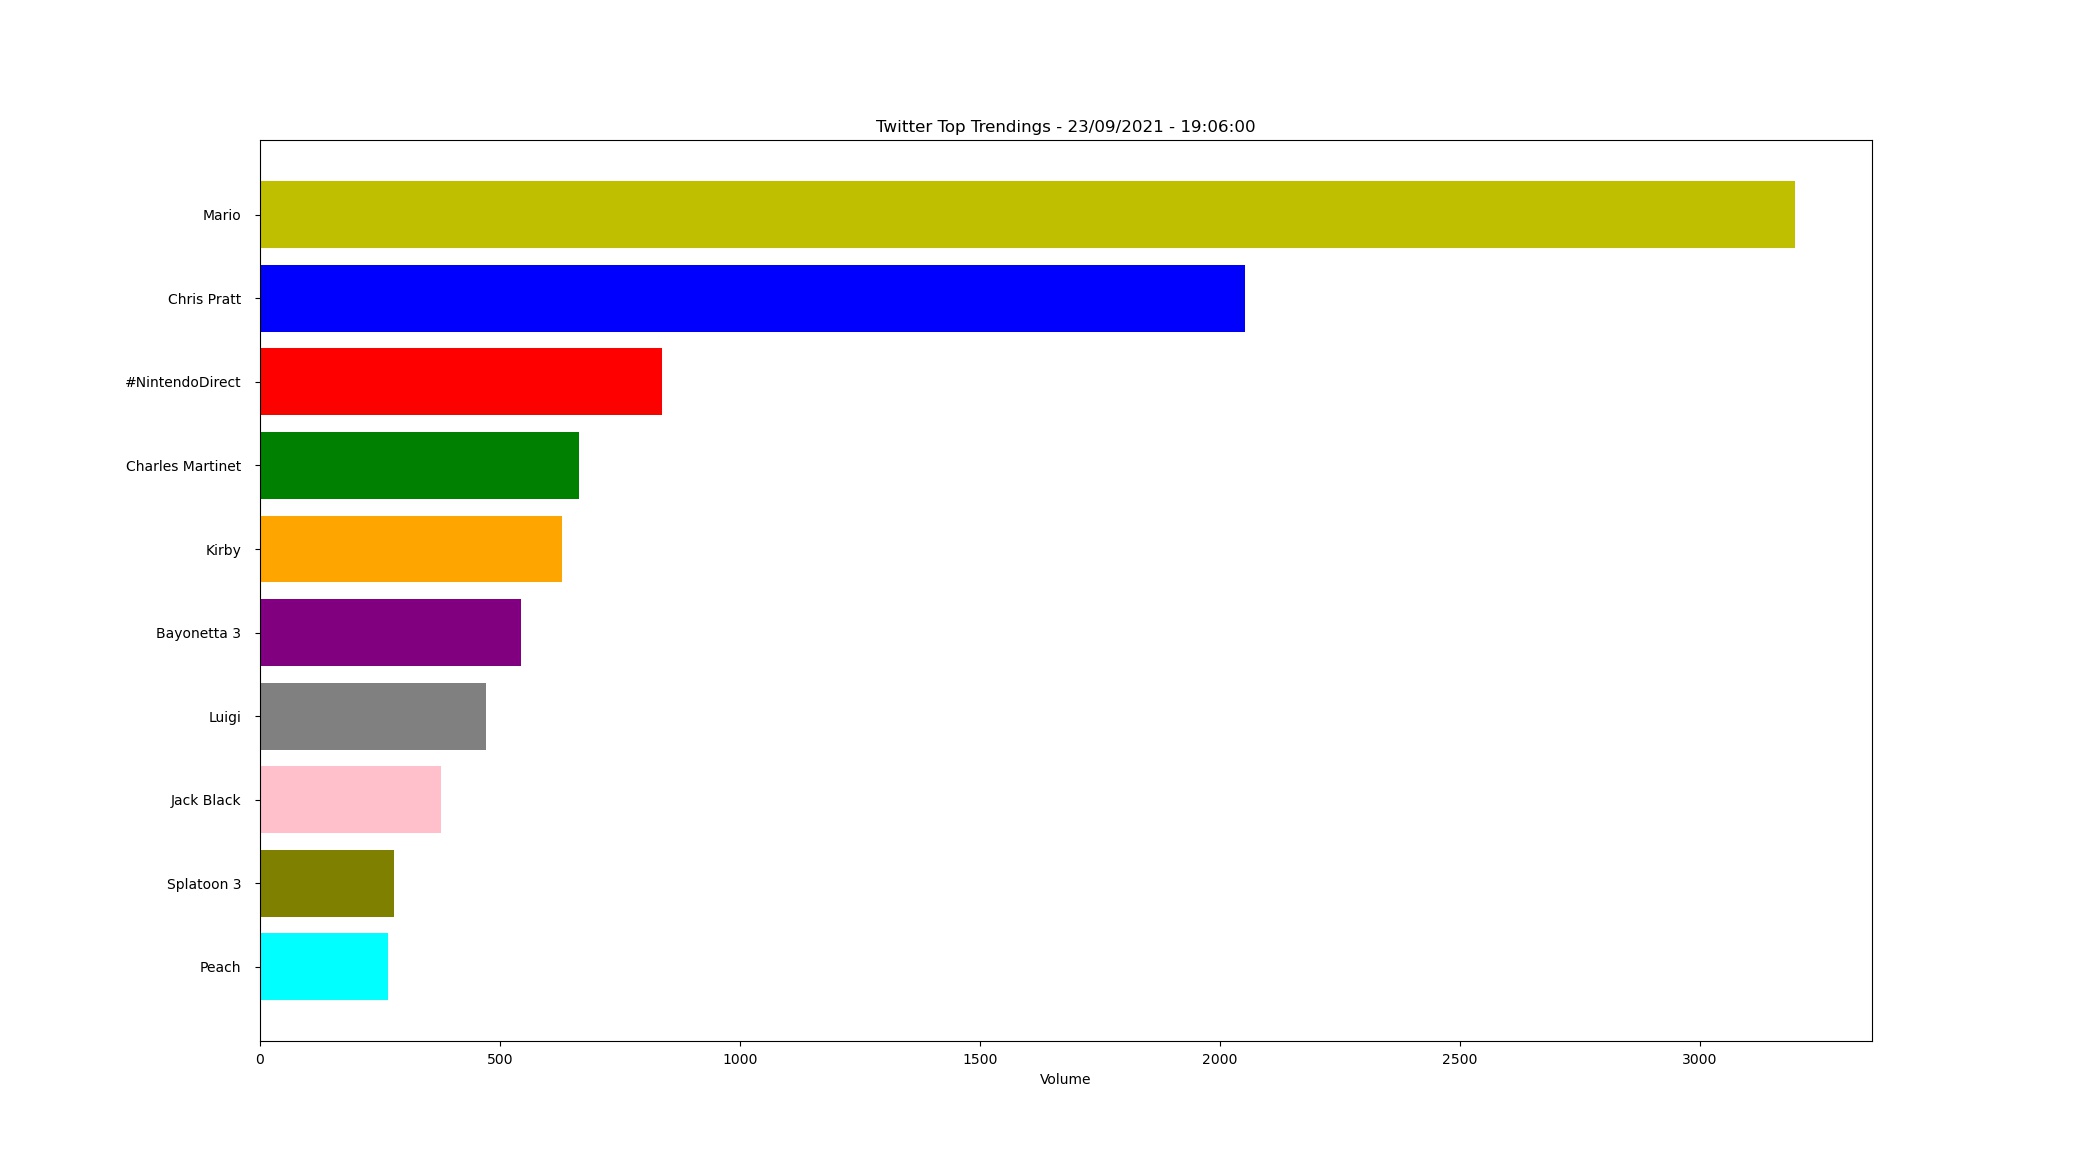 Twitter Top Trendings - 23/09/2021 - 19:06:00
Mario
Chris Pratt
#NintendoDirect
Charles Martinet
Kirby
Bayonetta 3
Luigi
Jack Black
Splatoon 3
Peach
0 500 1000 1500 2000 2500 3000
Volume